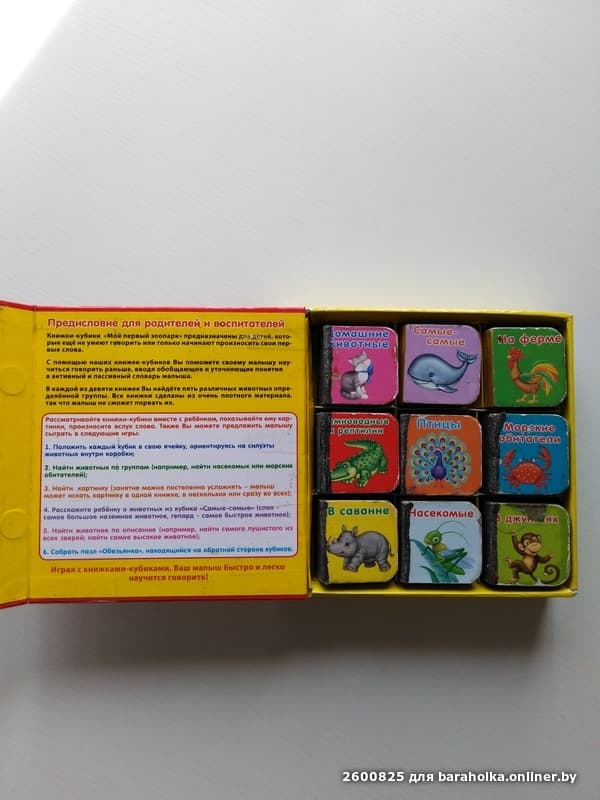 Предисловие для родителей и воспитателей
Книжки-кубики «Мой первый зоопарк» предназначены для детей, кото-
рые ещё не умеют говорить или только начинают произносить свои пер-
вые слова.
С помощью наших книжек-кубиков Вы поможете своему малышу нау-
читься говорить раньше, вводя обобщающие и уточняющие понятия
в активный и пассивный словарь малыша.
В каждой из девяти книжек Вы найдёте пять различных животных опре-
делённой группы. Все книжки сделаны из очень плотного материала,
так что малыш не сможет порвать их.
Рассматривайте книжки-кубики вместе с ребёнком, показывайте ему кар-
тинки, произносите вслух слова. Также Вы можете предложить малышу
сыграть в следующие игры:
1. Положить каждый кубик в свою ячейку, ориентируясь на силуэты
животных внутри коробки;
2. Найти животных по группам (например, найти насекомых или морских
обитателей);
3. Найти картинку (занятие можно постепенно усложнять – малыш
может искать картинку в одной книжке, в нескольких или сразу во всех);
4. Расскажите ребёнку о животных из кубика «Самые-самые» (слон –
самое большое наземное животное, гепард – самое быстрое животное);
5. Найти животное по описанию (например, найти самого пушистого из
всех зверей; найти самое высокое животное);
6. Собрать пазл «Обезьянка», находящийся на обратной стороне кубиков.
Играя с книжками-кубиками, Ваш малыш быстро и легко
научится говорить!
домашние
животные
Самые-
самые
На ферме
земноводные
и рептилии
Птицы
Морские
обитатели
В саванне
Насекомые
В джунглях
2600825 для baraholka.onliner.by